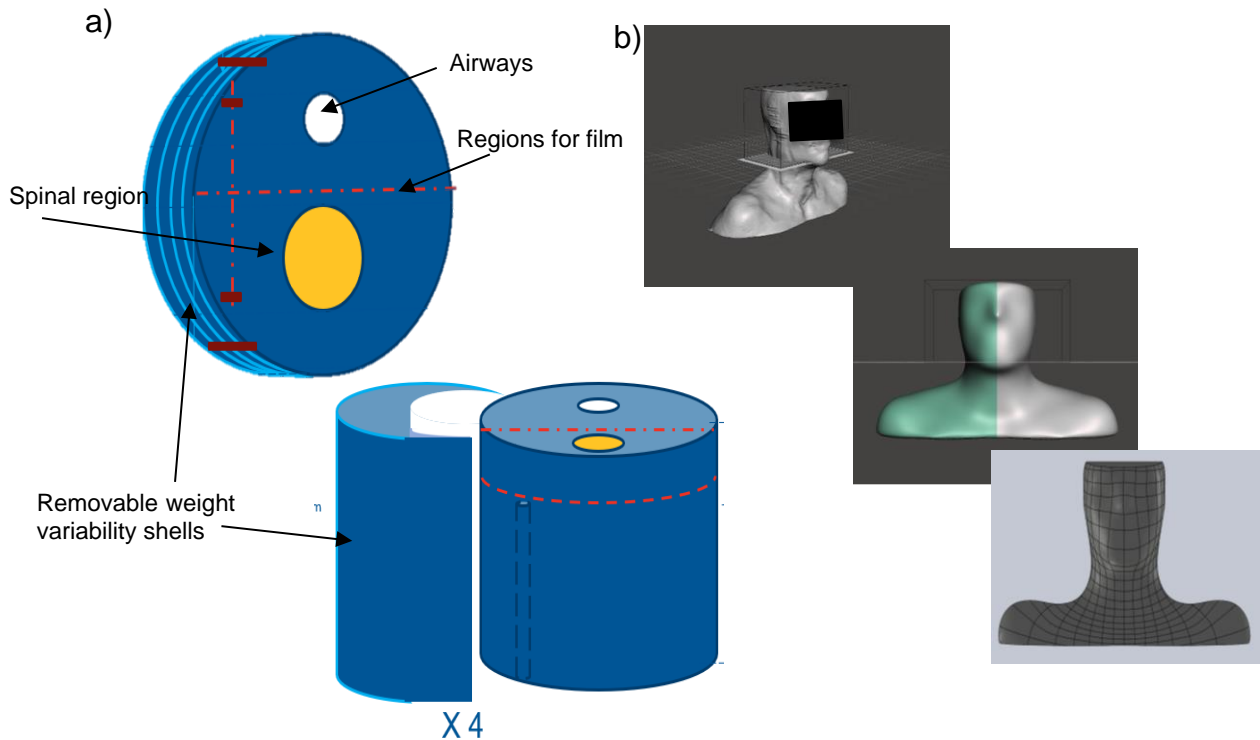 a)
b)
Airways
Regions for film
Spinal region
Removable weight
variability shells
n
X 4